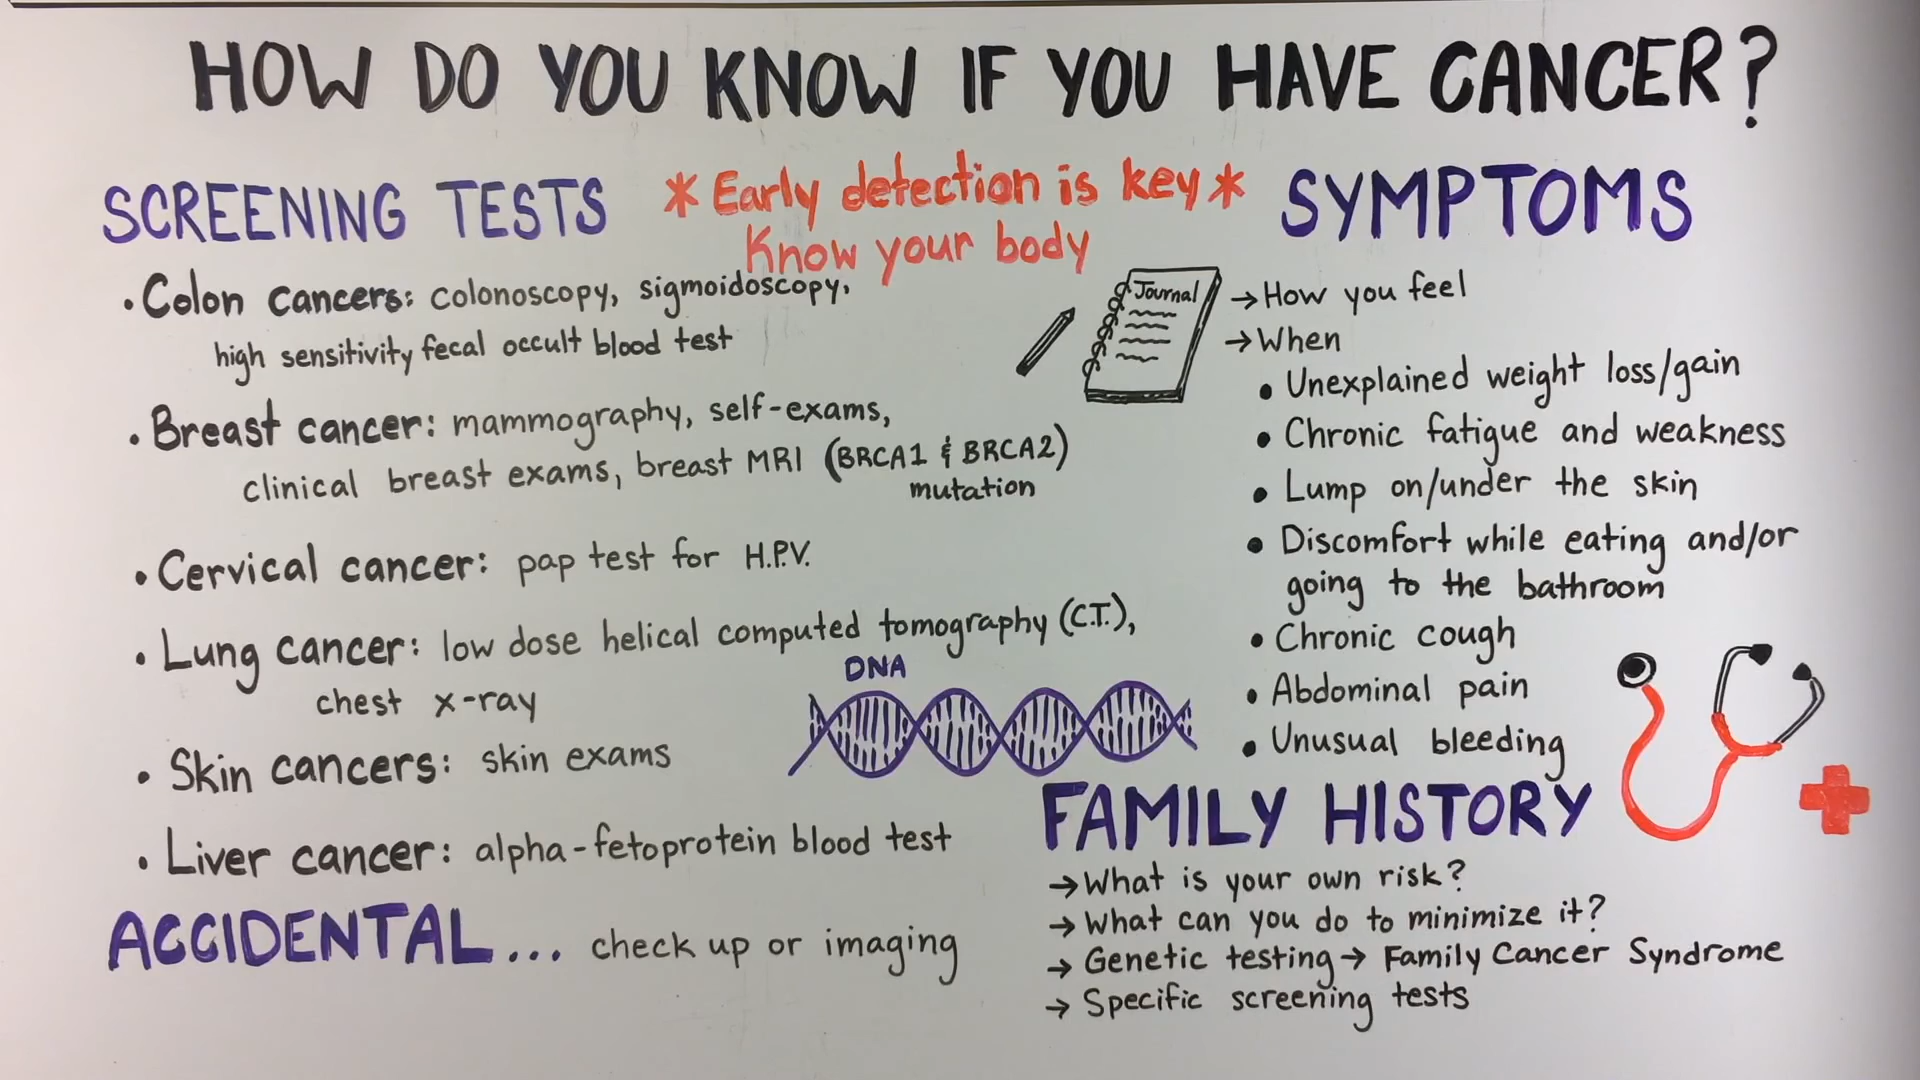 HOW DO YOU KNOW IF YOU HAVE CANCER?
SCREENING TESTS
* Early detection is key *
Know your body
• Colon cancers: colonoscopy, sigmoidoscopy,
high sensitivity fecal occult blood test
• Breast cancer: mammography, self-exams,
clinical breast exams, breast MRI (BRCA1 & BRCA2)
mutation
• Cervical cancer: pap test for H.P.V.
• Lung cancer: low dose helical computed tomography (C.T.),
chest x-ray
• Skin cancers: skin exams
• Liver cancer: alpha-fetoprotein blood test
ACCIDENTAL... check up or imaging
Journal
DNA
SYMPTOMS
→ How you feel
→ When
• Unexplained weight loss/gain
• Chronic fatigue and weakness
• Lump on/under the skin
• Discomfort while eating and/or
going to the bathroom
• Chronic cough
• Abdominal pain
• Unusual bleeding
FAMILY HISTORY
→ What is your own risk?
→ What can you do to minimize it?
→ Genetic testing → Family Cancer Syndrome
→ Specific screening tests